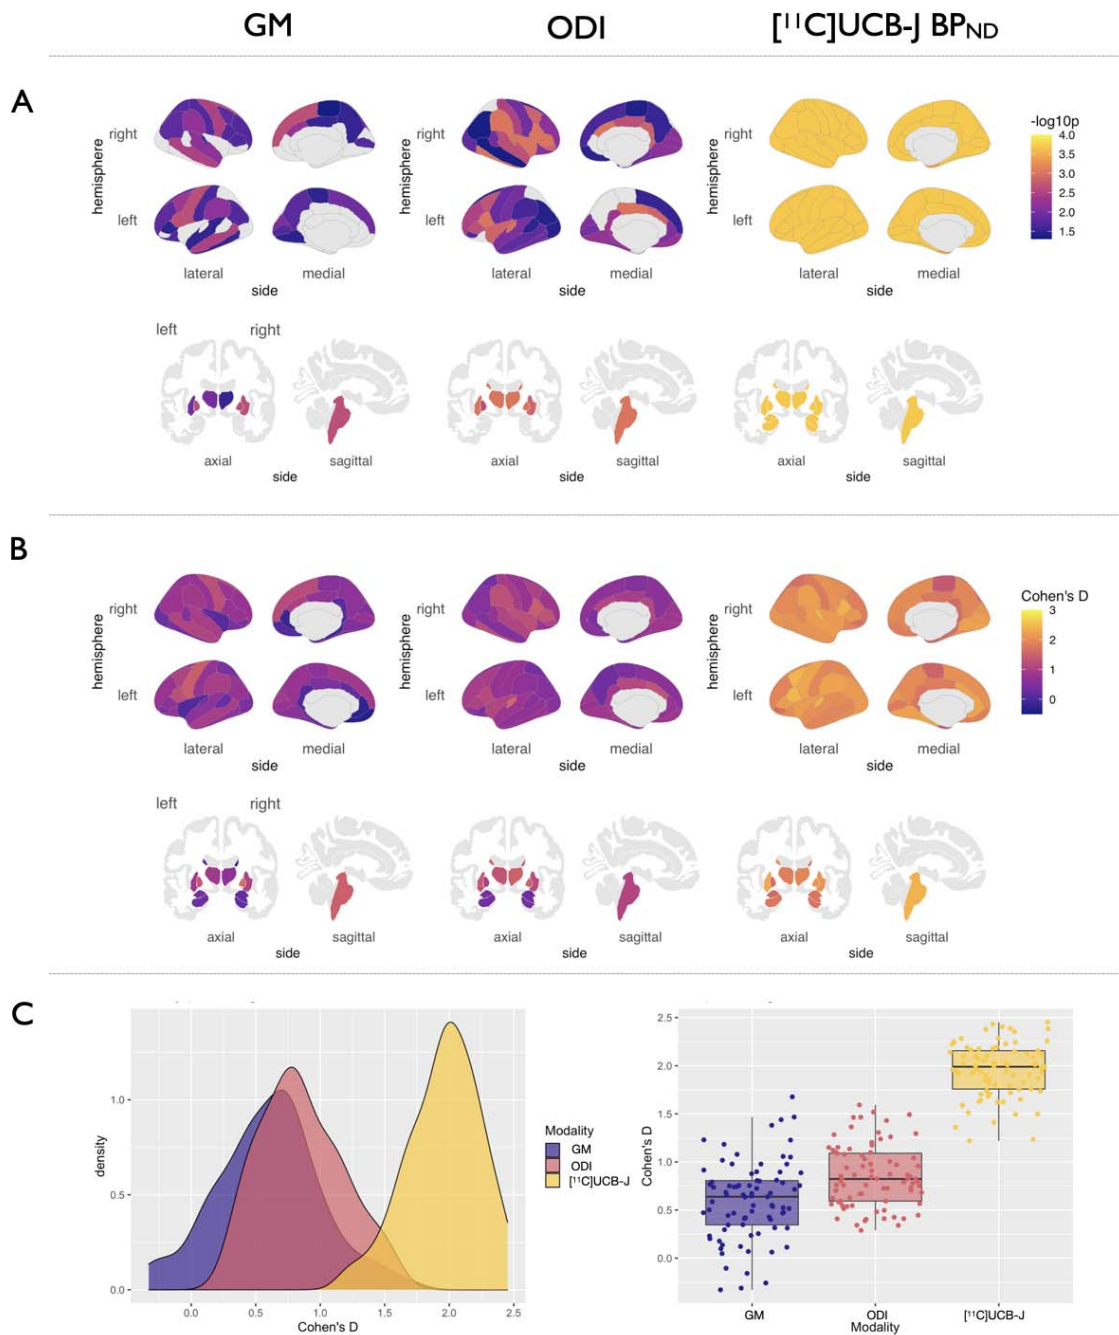 GM ODI [¹¹C]UCB-J BPND
A
hemisphere right left lateral medial side
right left lateral medial side hemisphere
right left lateral medial side hemisphere
-log10p
4.0
3.5
3.0
2.5
2.0
1.5
left right
axial sagittal axial sagittal axial sagittal
side side side
B
hemisphere right left lateral medial side
right left lateral medial side hemisphere
right left lateral medial side hemisphere
Cohen's D
3
2
1
0
left right
axial sagittal axial sagittal axial sagittal
side side side
C
density
1.0
0.5
0.0
0.0 0.5 1.0 1.5 2.0 2.5
Cohen's D
Modality
GM
ODI
[¹¹C]UCB-J
Cohen's D
2.5
2.0
1.5
1.0
0.5
0.0
GM ODI [¹¹C]UCB-J
Modality